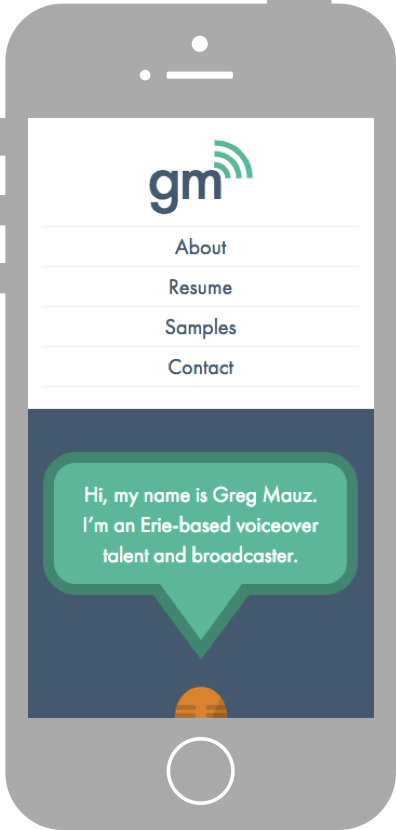 gm
About
Resume
Samples
Contact
Hi, my name is Greg Mauz.
I'm an Erie-based voiceover
talent and broadcaster.